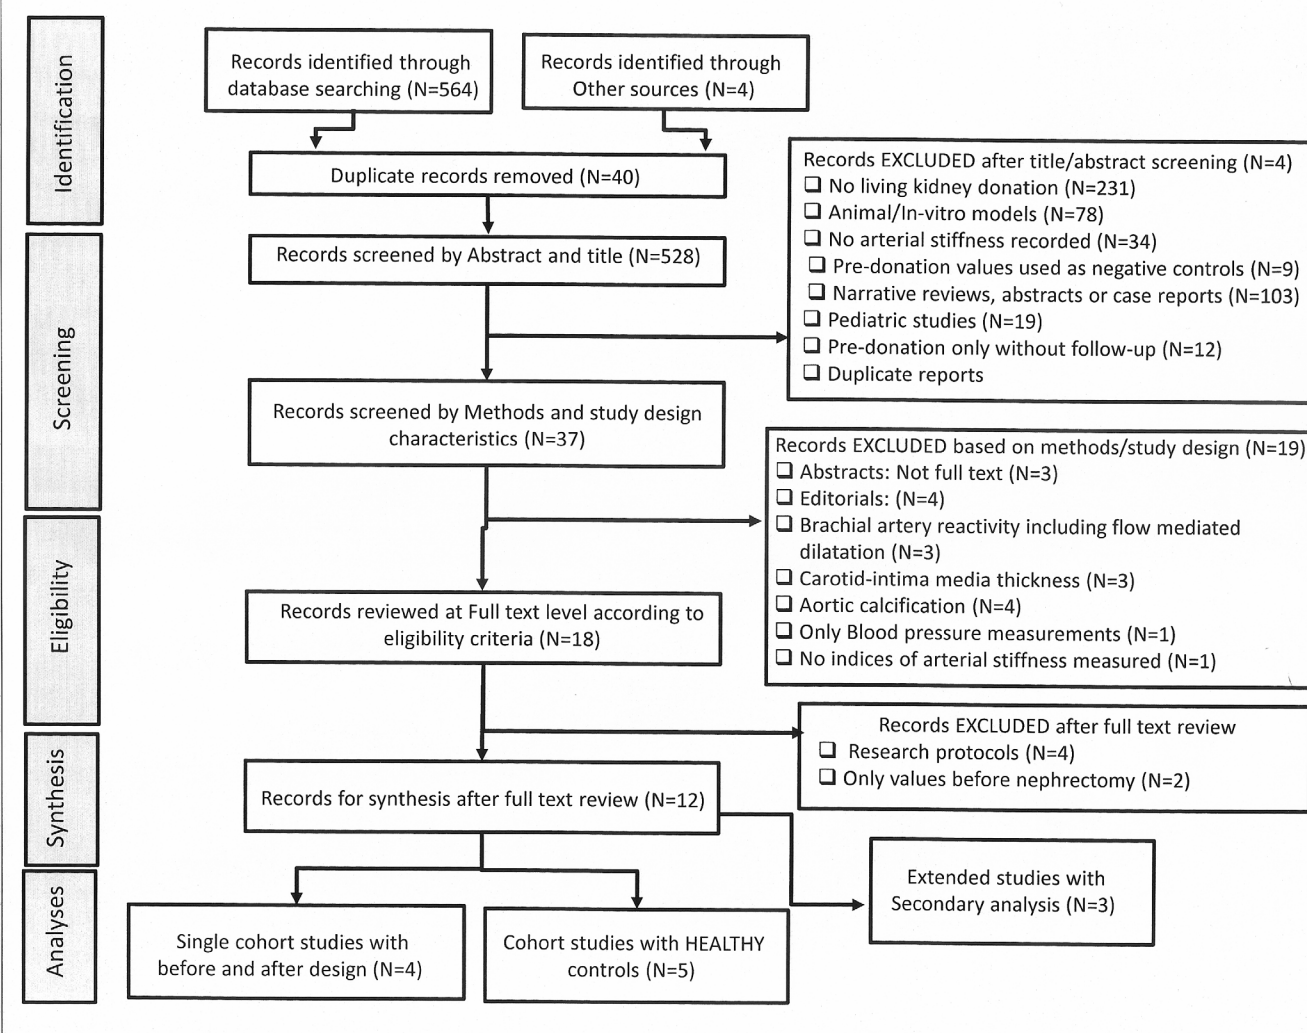 Identification
Records identified through
database searching (N=564)
Records identified through
Other sources (N=4)
Duplicate records removed (N=40)
Records EXCLUDED after title/abstract screening (N=4)
No living kidney donation (N=231)
Animal/In-vitro models (N=78)
No arterial stiffness recorded (N=34)
Pre-donation values used as negative controls (N=9)
Narrative reviews, abstracts or case reports (N=103)
Pediatric studies (N=19)
Pre-donation only without follow-up (N=12)
Duplicate reports
Screening
Records screened by Abstract and title (N=528)
Records screened by Methods and study design
characteristics (N=37)
Records EXCLUDED based on methods/study design (N=19)
Abstracts: Not full text (N=3)
Editorials: (N=4)
Brachial artery reactivity including flow mediated
dilatation (N=3)
Carotid-intima media thickness (N=3)
Aortic calcification (N=4)
Only Blood pressure measurements (N=1)
No indices of arterial stiffness measured (N=1)
Eligibility
Records reviewed at Full text level according to
eligibility criteria (N=18)
Records EXCLUDED after full text review
Research protocols (N=4)
Only values before nephrectomy (N=2)
Synthesis
Records for synthesis after full text review (N=12)
Extended studies with
Secondary analysis (N=3)
Analyses
Single cohort studies with
before and after design (N=4)
Cohort studies with HEALTHY
controls (N=5)